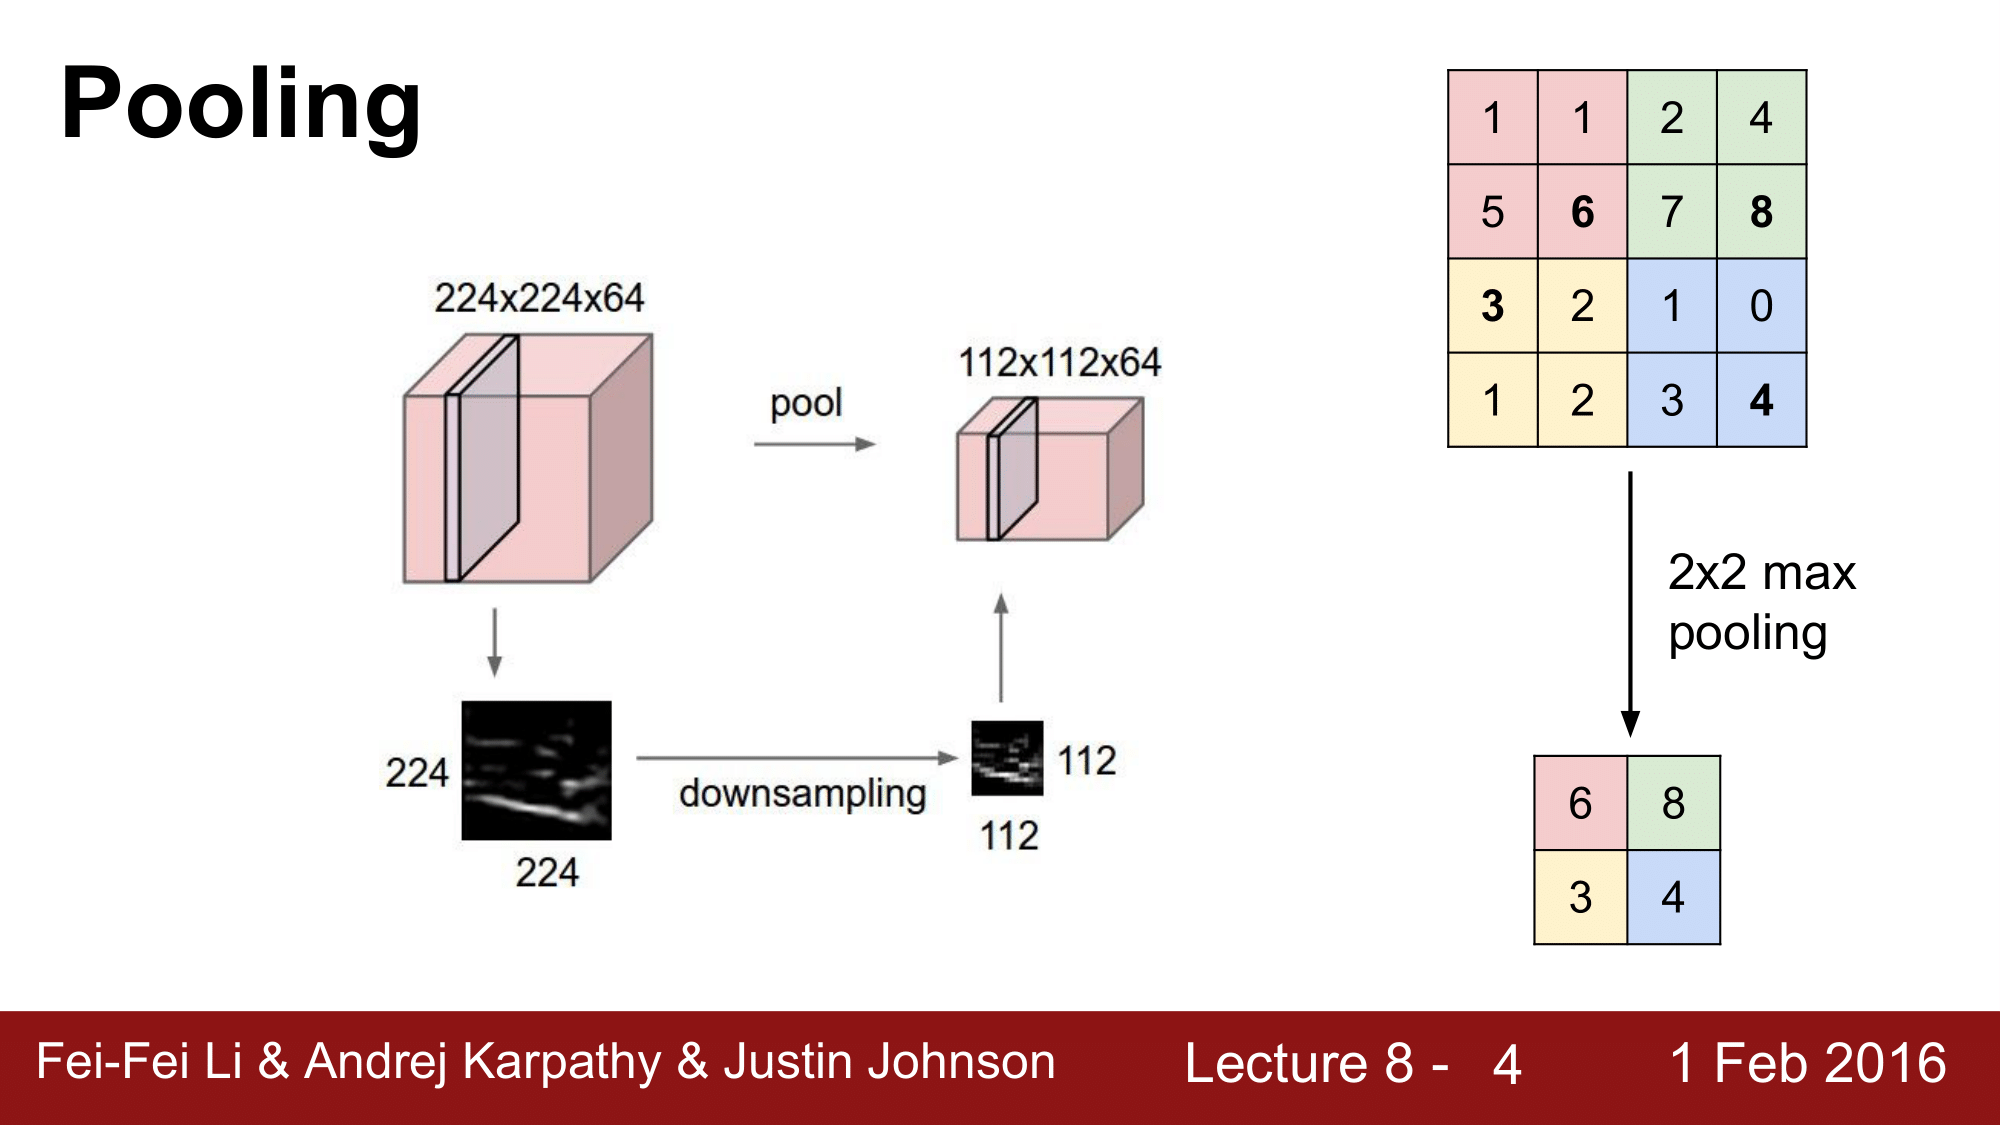 Pooling
224x224x64
pool
112x112x64
224
224
downsampling
112
112
1 1 2 4
5 6 7 8
3 2 1 0
1 2 3 4
2x2 max
pooling
6 8
3 4
Fei-Fei Li & Andrej Karpathy & Justin Johnson
Lecture 8 - 4
1 Feb 2016